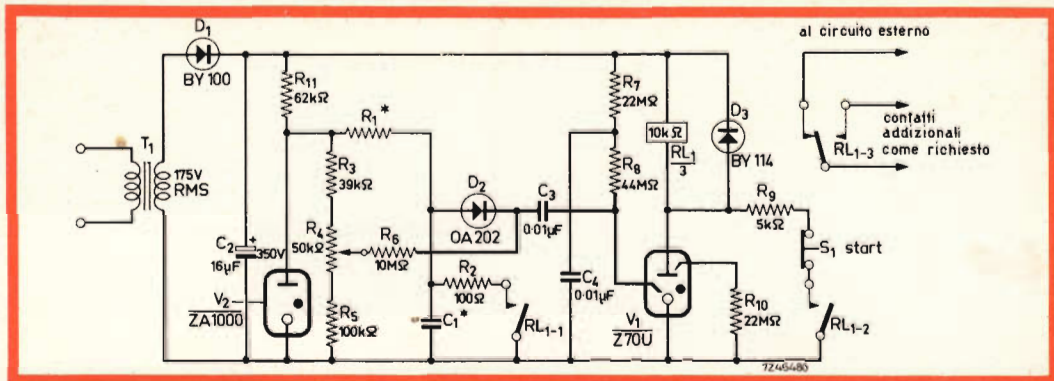 D1
BY 100
T1
175V
RMS
C2
16µF
+
350V
R11
62kΩ
R1*
R3
39kΩ
R4
50kΩ
R6
10MΩ
R5
100kΩ
V2
ZA1000
D2
OA202
R2
100Ω
C1*
RL1-1
C3
0·01µF
C4
0·01µF
R7
22MΩ
R8
44MΩ
10kΩ
RL1
3
D3
BY 114
R9
5kΩ
S1 start
V1
Z70U
R10
22MΩ
RL1-2
al circuito esterno
contatti
addizionali
come richiesto
RL1-3
7Z46480